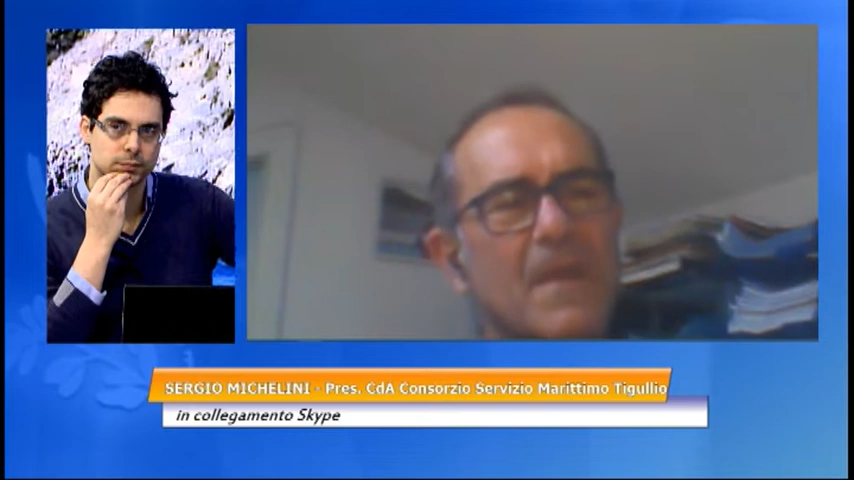 SERGIO MICHELINI - Pres. CdA Consorzio Servizio Marittimo Tigullio
in collegamento Skype